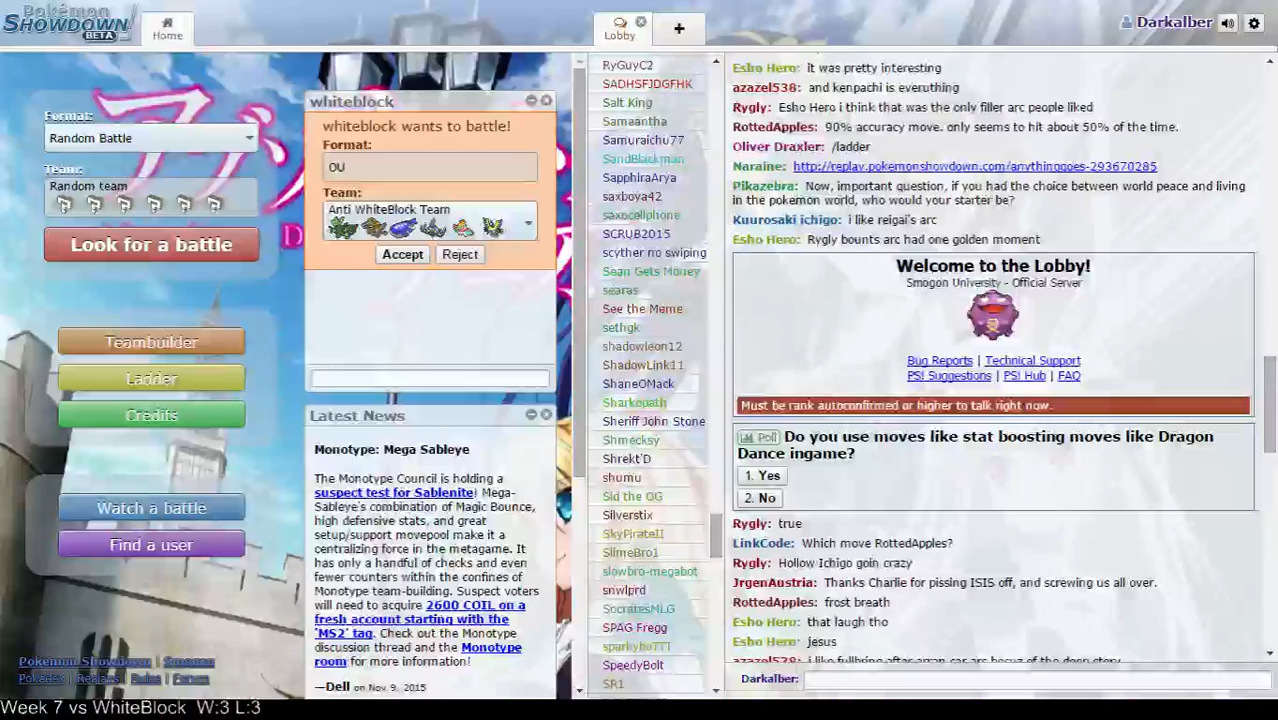 Pokémon
SHOWDOWN!
BETA
Home
Lobby
+
Darkalber
Format:
Random Battle
Team:
Random team
Look for a battle
Teambuilder
Ladder
Credits
Watch a battle
Find a user
Pokémon Showdown | Smogon
Pokédex | Replays | Rules | Forum
whiteblock
whiteblock wants to battle!
Format:
OU
Team:
Anti WhiteBlock Team
Accept Reject
Latest News
Monotype: Mega Sableye
The Monotype Council is holding a
suspect test for Sablenite! Mega-
Sableye's combination of Magic Bounce,
high defensive stats, and great
setup/support movepool make it a
centralizing force in the metagame. It
has only a handful of checks and even
fewer counters within the confines of
Monotype team-building. Suspect voters
will need to acquire 2600 COIL on a
fresh account starting with the
'MS2' tag. Check out the Monotype
discussion thread and the Monotype
room for more information!
—Dell on Nov 9, 2015
RyGuyC2
SADHSFJDGFHK
Salt King
Samaantha
Samuraichu77
SandBlackman
SapphiraArya
saxboya42
saxocellphone
SCRUB2015
scyther no swiping
Sean Gets Money
searas
See the Meme
sethgk
shadowleon12
ShadowLink11
ShaneOMack
Sharkopath
Sheriff John Stone
Shmecksy
Shrekt'D
shumu
Sid the OG
Silverstix
SkyPirateII
SlimeBro1
slowbro-megabot
snwlprd
SocratesMLG
SPAG Fregg
sparkyboTTT
SpeedyBolt
SR1
Esho Hero: it was pretty interesting
azazel538: and kenpachi is everything
Rygly: Esho Hero i think that was the only filler arc people liked
RottedApples: 90% accuracy move. only seems to hit about 50% of the time.
Oliver Draxler: /ladder
Naraine: http://replay.pokemonshowdown.com/anythinggoes-293670285
Pikazebra: Now, important question, if you had the choice between world peace and living
in the pokemon world, who would your starter be?
Kuurosaki ichigo: i like reigai's arc
Esho Hero: Rygly bounts arc had one golden moment
Welcome to the Lobby!
Smogon University - Official Server
Bug Reports | Technical Support
PS! Suggestions | PS! Hub | FAQ
Must be rank autoconfirmed or higher to talk right now.
Poll Do you use moves like stat boosting moves like Dragon
Dance ingame?
1. Yes
2. No
Rygly: true
LinkCode: Which move RottedApples?
Rygly: Hollow Ichigo goin crazy
JrgenAustria: Thanks Charlie for pissing ISIS off, and screwing us all over.
RottedApples: frost breath
Esho Hero: that laugh tho
Esho Hero: jesus
azazel538: i like fullbring after
Darkalber:
Week 7 vs WhiteBlock W:3 L:3